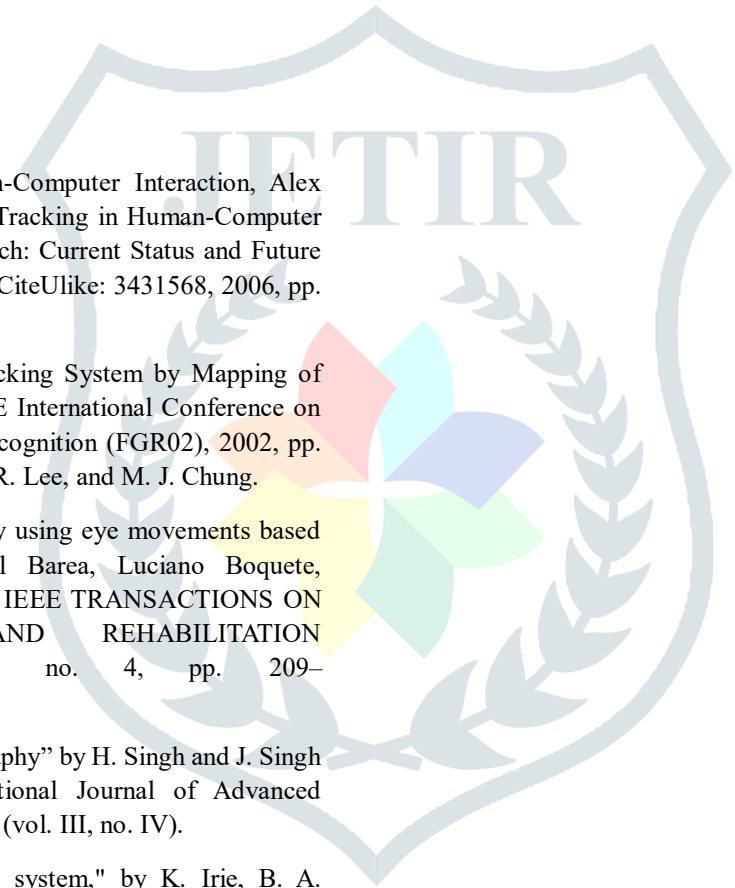 JETIR
n-Computer Interaction, Alex
Tracking in Human-Computer
ch: Current Status and Future
CiteUlike: 3431568, 2006, pp.
cking System by Mapping of
E International Conference on
cognition (FGR02), 2002, pp.
R. Lee, and M. J. Chung.
y using eye movements based
l Barea, Luciano Boquete,
IEEE TRANSACTIONS ON
AND REHABILITATION
no. 4, pp. 209–
aphy” by H. Singh and J. Singh
tional Journal of Advanced
(vol. III, no. IV).
system," by K. Irie, B. A.